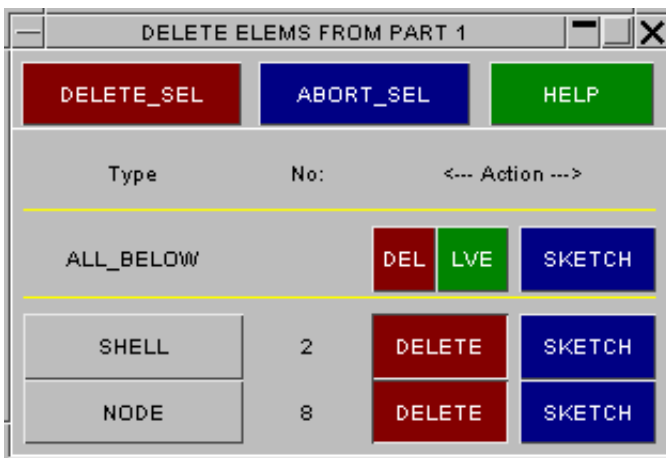 DELETE ELEMS FROM PART 1
DELETE_SEL ABORT_SEL HELP
Type No: <--- Action --->
ALL_BELOW DEL LVE SKETCH
SHELL 2 DELETE SKETCH
NODE 8 DELETE SKETCH